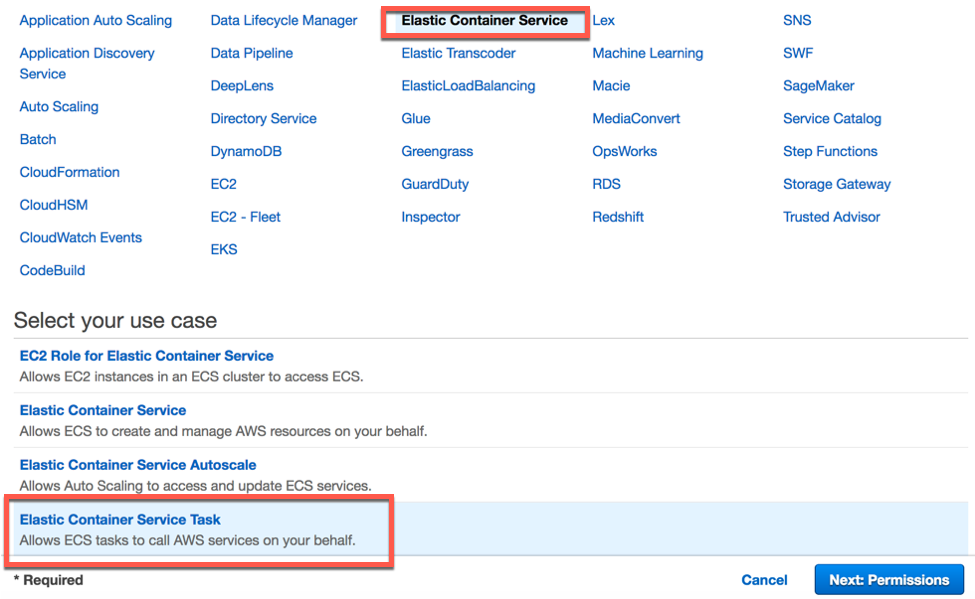 Application Auto Scaling
Application Discovery
Service
Auto Scaling
Batch
CloudFormation
CloudHSM
CloudWatch Events
CodeBuild
Data Lifecycle Manager
Data Pipeline
DeepLens
Directory Service
DynamoDB
EC2
EC2 - Fleet
EKS
Elastic Container Service
Elastic Transcoder
ElasticLoadBalancing
Glue
Greengrass
GuardDuty
Inspector
Lex
Machine Learning
Macie
MediaConvert
OpsWorks
RDS
Redshift
SNS
SWF
SageMaker
Service Catalog
Step Functions
Storage Gateway
Trusted Advisor
Select your use case
EC2 Role for Elastic Container Service
Allows EC2 instances in an ECS cluster to access ECS.
Elastic Container Service
Allows ECS to create and manage AWS resources on your behalf.
Elastic Container Service Autoscale
Allows Auto Scaling to access and update ECS services.
Elastic Container Service Task
Allows ECS tasks to call AWS services on your behalf.
* Required
Cancel
Next: Permissions